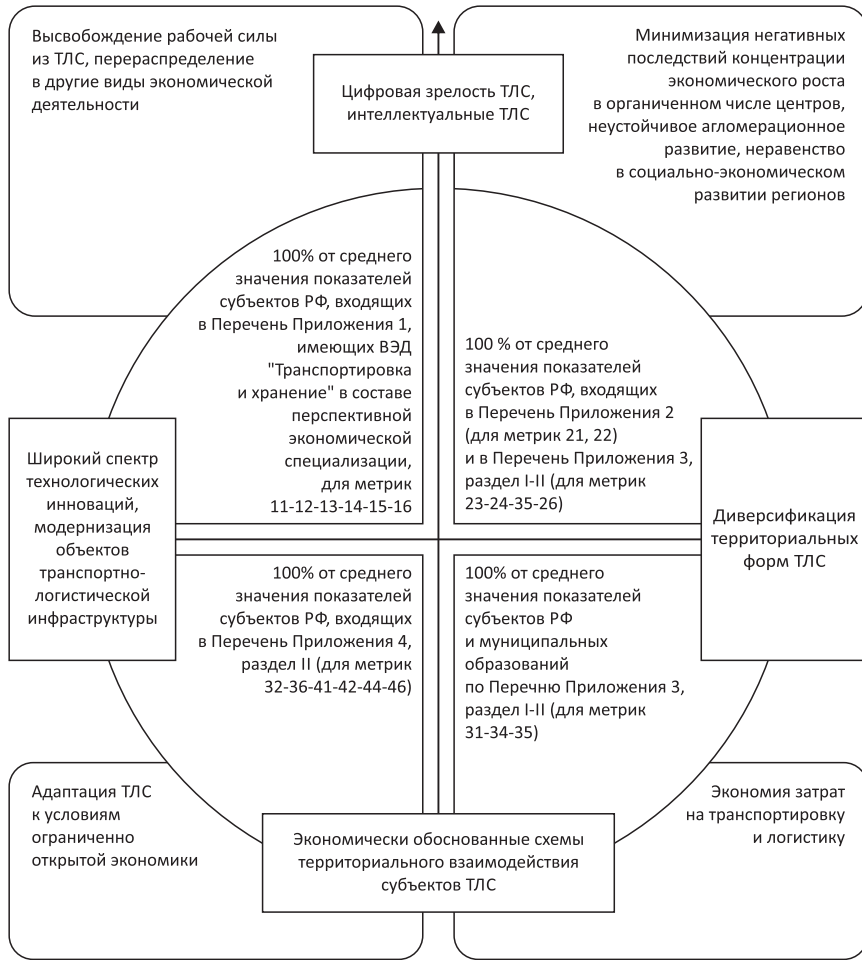 Высвобождение рабочей силы
из ТЛС, перераспределение
в другие виды экономической
деятельности
Цифровая зрелость ТЛС,
интеллектуальные ТЛС
Минимизация негативных
последствий концентрации
экономического роста
в органиченном числе центров,
неустойчивое агломерационное
развитие, неравенство
в социально-экономическом
развитии регионов
100% от среднего
значения показателей
субъектов РФ, входящих
в Перечень Приложения 1,
имеющих ВЭД
"Транспортировка
и хранение" в составе
перспективной
экономической
специализации,
для метрик
11-12-13-14-15-16
100 % от среднего
значения показателей
субъектов РФ, входящих
в Перечень Приложения 2
(для метрик 21, 22)
и в Перечень Приложения 3,
раздел I-II (для метрик
23-24-35-26)
Широкий спектр
технологических
инноваций,
модернизация
объектов
транспортно-
логистической
инфраструктуры
Диверсификация
территориальных
форм ТЛС
100% от среднего
значения показателей
субъектов РФ, входящих
в Перечень Приложения 4,
раздел II (для метрик
32-36-41-42-44-46)
100% от среднего
значения показателей
субъектов РФ
и муниципальных
образований
по Перечню Приложения 3,
раздел I-II (для метрик
31-34-35)
Адаптация ТЛС
к условиям
ограниченно
открытой экономики
Экономически обоснованные схемы
территориального взаимодействия
субъектов ТЛС
Экономия затрат
на транспортировку
и логистику